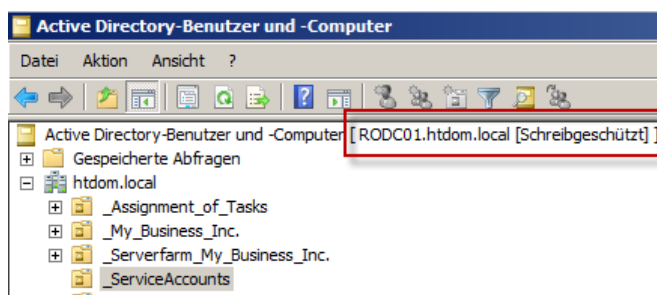 Active Directory-Benutzer und -Computer
Datei Aktion Ansicht ?
Active Directory-Benutzer und -Computer [ RODC01.htdom.local [Schreibgeschützt] ]
Gespeicherte Abfragen
htdom.local
_Assignment_of_Tasks
_My_Business_Inc.
_Serverfarm_My_Business_Inc.
_ServiceAccounts